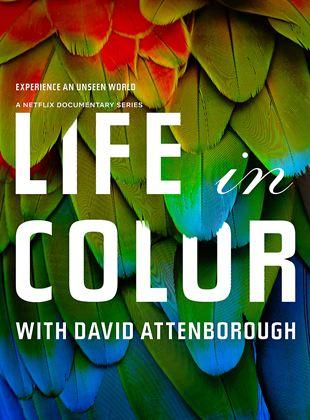 EXPERIENCE AN UNSEEN WORLD
A NETFLIX DOCUMENTARY SERIES
LIFE in
COLOR
WITH DAVID ATTENBOROUGH